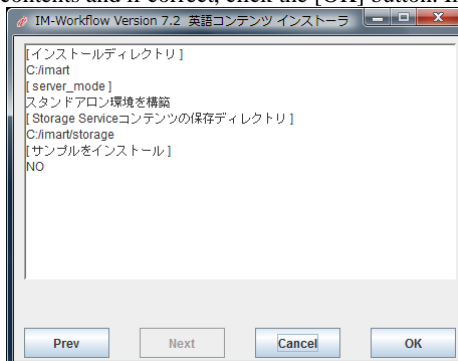 contents and if correct, click the [OK] button.
IM-Workflow Version 7.2 英語コンテンツ インストーラ
[インストールディレクトリ]
C:/imart
[server_mode]
スタンドアロン環境を構築
[Storage Serviceコンテンツの保存ディレクトリ]
C:/imart/storage
[サンプルをインストール]
NO
Prev Next Cancel OK